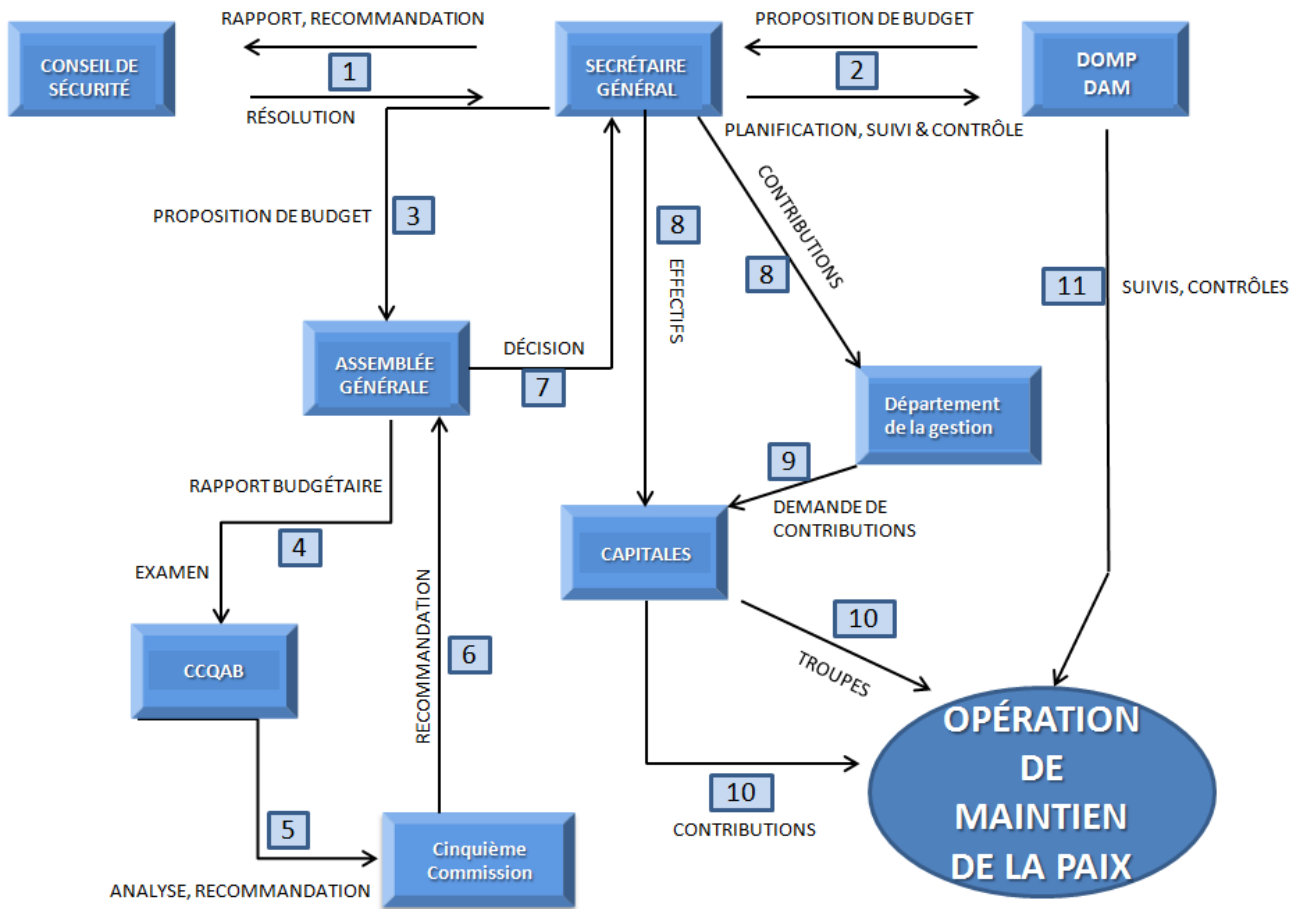 RAPPORT, RECOMMANDATION
PROPOSITION DE BUDGET
CONSEIL DE
SÉCURITÉ
1
SECRÉTAIRE
GÉNÉRAL
2
DOMP
DAM
RÉSOLUTION
PLANIFICATION, SUIVI & CONTRÔLE
PROPOSITION DE BUDGET
3
8
EFFECTIFS
CONTRIBUTIONS
8
11
SUIVIS, CONTRÔLES
ASSEMBLÉE
GÉNÉRALE
DÉCISION
7
Département
de la gestion
9
RAPPORT BUDGÉTAIRE
4
DEMANDE DE
CONTRIBUTIONS
CAPITALES
EXAMEN
CCQAB
RECOMMANDATION
6
10
TROUPES
OPÉRATION
DE
MAINTIEN
DE LA PAIX
10
CONTRIBUTIONS
5
Cinquième
Commission
ANALYSE, RECOMMANDATION